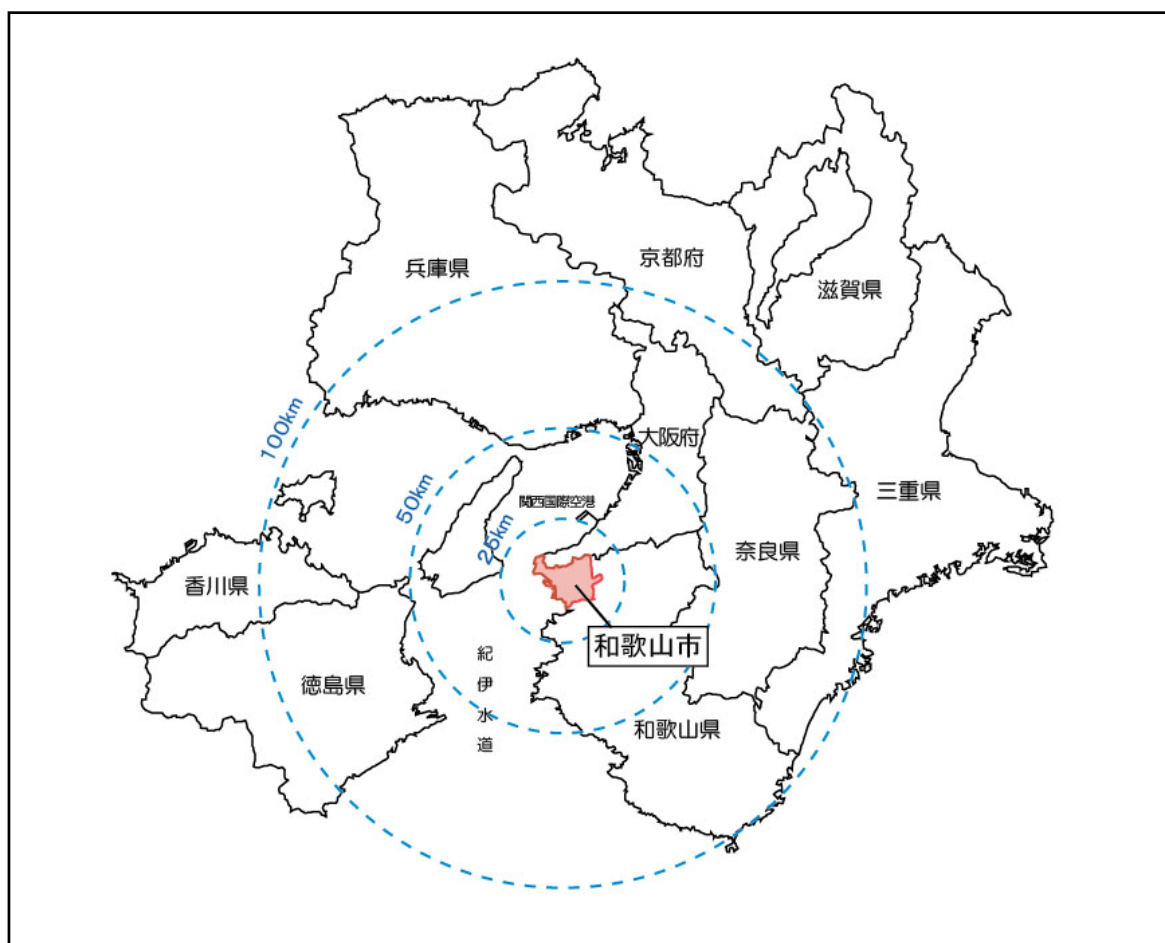 兵庫県
京都府
滋賀県
100km
大阪府
50km
関西国際空港
三重県
25km
奈良県
香川県
和歌山市
紀伊水道
徳島県
和歌山県